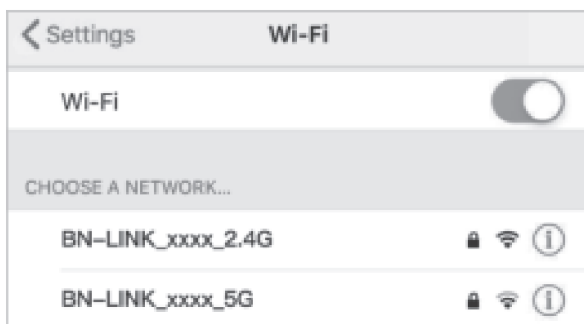 Settings Wi-Fi
Wi-Fi
CHOOSE A NETWORK...
BN-LINK_xxxx_2.4G
BN-LINK_xxxx_5G